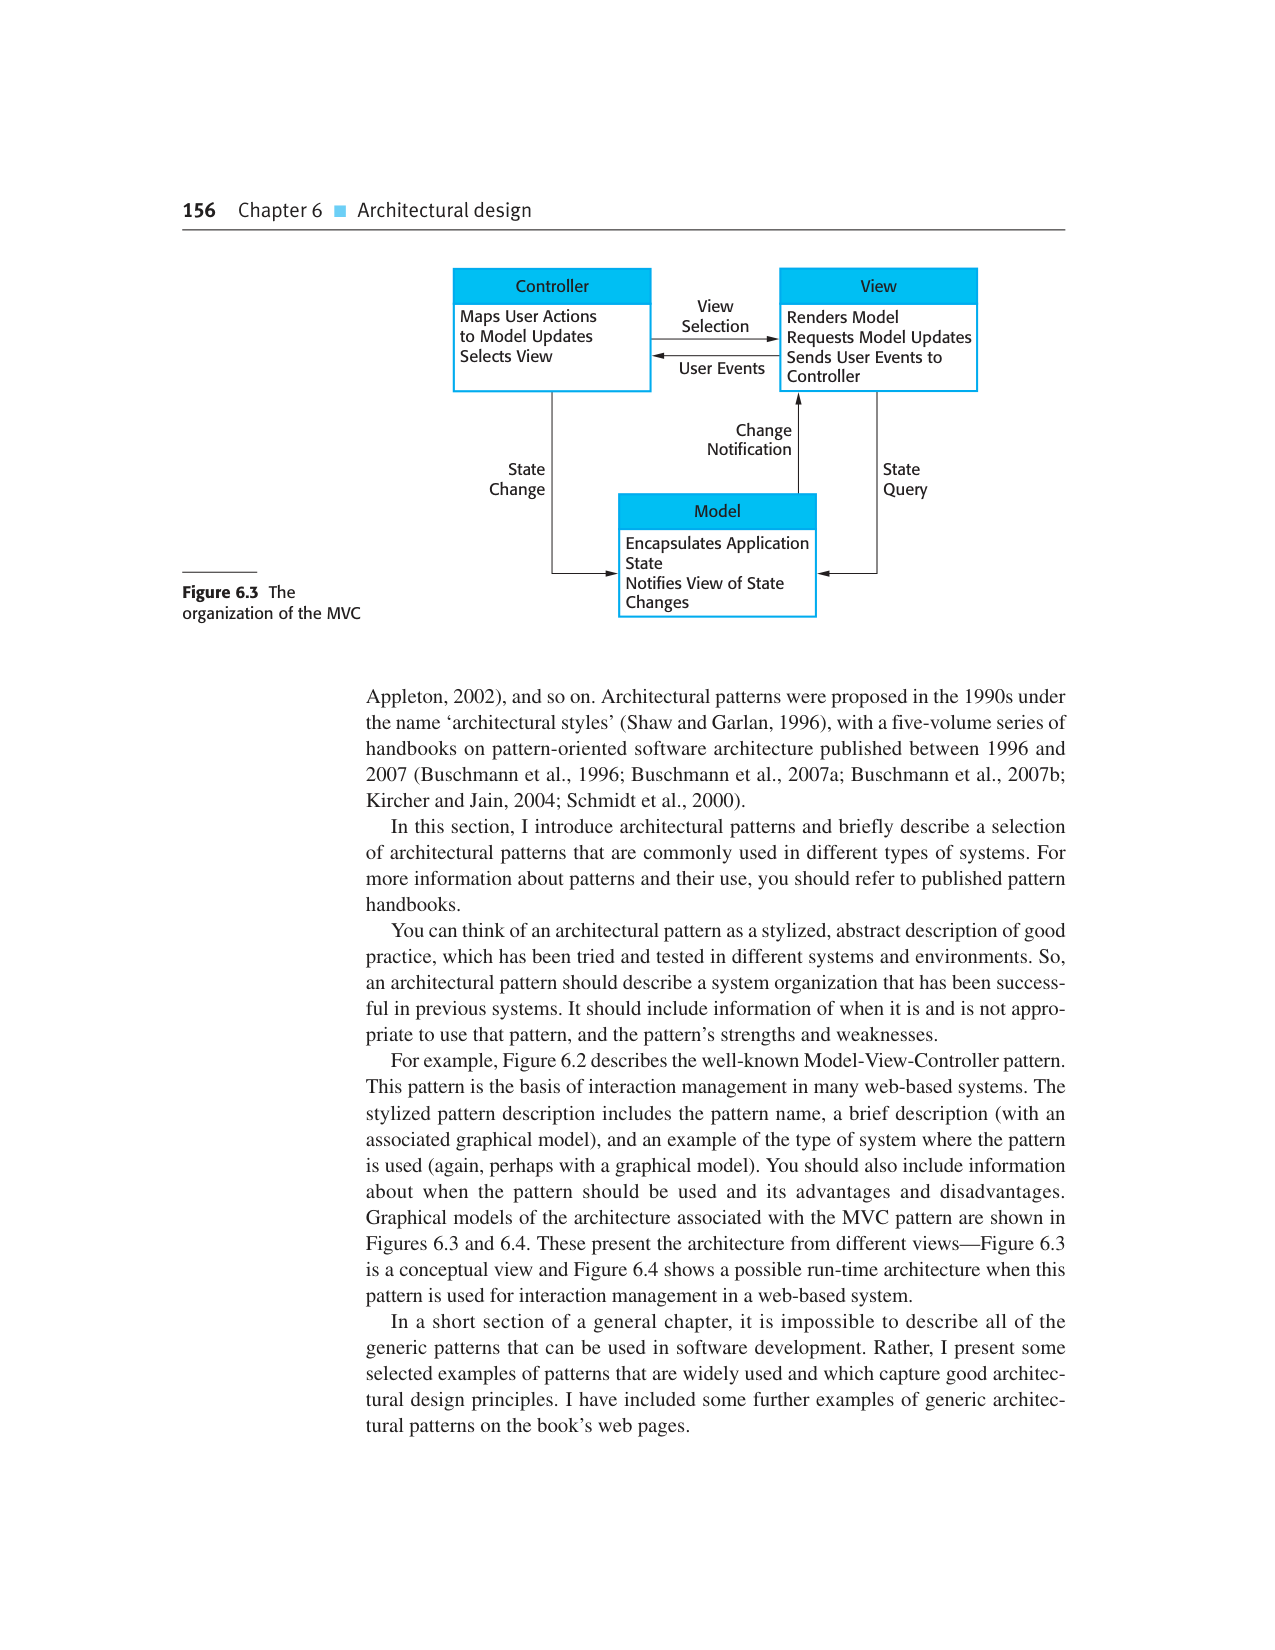 156 Chapter 6 ■ Architectural design
Controller
Maps User Actions
to Model Updates
Selects View
View
Selection
User Events
View
Renders Model
Requests Model Updates
Sends User Events to
Controller
Change
Notification
State
Change
State
Query
Model
Encapsulates Application
State
Notifies View of State
Changes
Figure 6.3 The
organization of the MVC
Appleton, 2002), and so on. Architectural patterns were proposed in the 1990s under
the name ‘architectural styles’ (Shaw and Garlan, 1996), with a five-volume series of
handbooks on pattern-oriented software architecture published between 1996 and
2007 (Buschmann et al., 1996; Buschmann et al., 2007a; Buschmann et al., 2007b;
Kircher and Jain, 2004; Schmidt et al., 2000).
In this section, I introduce architectural patterns and briefly describe a selection
of architectural patterns that are commonly used in different types of systems. For
more information about patterns and their use, you should refer to published pattern
handbooks.
You can think of an architectural pattern as a stylized, abstract description of good
practice, which has been tried and tested in different systems and environments. So,
an architectural pattern should describe a system organization that has been success-
ful in previous systems. It should include information of when it is and is not appro-
priate to use that pattern, and the pattern’s strengths and weaknesses.
For example, Figure 6.2 describes the well-known Model-View-Controller pattern.
This pattern is the basis of interaction management in many web-based systems. The
stylized pattern description includes the pattern name, a brief description (with an
associated graphical model), and an example of the type of system where the pattern
is used (again, perhaps with a graphical model). You should also include information
about when the pattern should be used and its advantages and disadvantages.
Graphical models of the architecture associated with the MVC pattern are shown in
Figures 6.3 and 6.4. These present the architecture from different views—Figure 6.3
is a conceptual view and Figure 6.4 shows a possible run-time architecture when this
pattern is used for interaction management in a web-based system.
In a short section of a general chapter, it is impossible to describe all of the
generic patterns that can be used in software development. Rather, I present some
selected examples of patterns that are widely used and which capture good architec-
tural design principles. I have included some further examples of generic architec-
tural patterns on the book’s web pages.